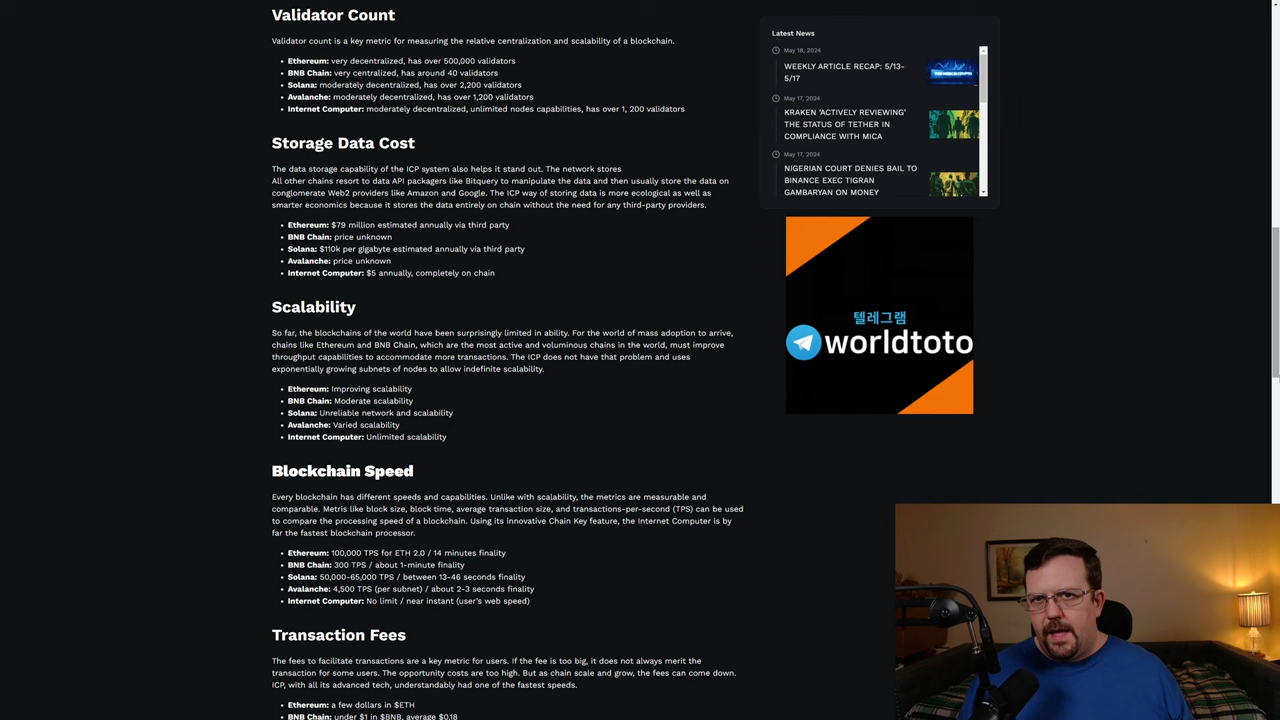 Validator Count
Validator count is a key metric for measuring the relative centralization and scalability of a blockchain.
Ethereum: very decentralized, has over 500,000 validators
BNB Chain: very centralized, has around 40 validators
Solana: moderately decentralized, has over 2,200 validators
Avalanche: moderately decentralized, has over 1,200 validators
Internet Computer: moderately decentralized, unlimited nodes capabilities, has over 1, 200 validators
Storage Data Cost
The data storage capability of the ICP system also helps it stand out. The network stores
All other chains resort to data API packagers like Bitquery to manipulate the data and then usually store the data on
conglomerate Web2 providers like Amazon and Google. The ICP way of storing data is more ecological as well as
smarter economics because it stores the data entirely on chain without the need for any third-party providers.
Ethereum: $79 million estimated annually via third party
BNB Chain: price unknown
Solana: $110k per gigabyte estimated annually via third party
Avalanche: price unknown
Internet Computer: $5 annually, completely on chain
Scalability
So far, the blockchains of the world have been surprisingly limited in ability. For the world of mass adoption to arrive,
chains like Ethereum and BNB Chain, which are the most active and voluminous chains in the world, must improve
throughput capabilities to accommodate more transactions. The ICP does not have that problem and uses
exponentially growing subnets of nodes to allow indefinite scalability.
Ethereum: Improving scalability
BNB Chain: Moderate scalability
Solana: Unreliable network and scalability
Avalanche: Varied scalability
Internet Computer: Unlimited scalability
Blockchain Speed
Every blockchain has different speeds and capabilities. Unlike with scalability, the metrics are measurable and
comparable. Metris like block size, block time, average transaction size, and transactions-per-second (TPS) can be used
to compare the processing speed of a blockchain. Using its innovative Chain Key feature, the Internet Computer is by
far the fastest blockchain processor.
Ethereum: 100,000 TPS for ETH 2.0 / 14 minutes finality
BNB Chain: 300 TPS / about 1-minute finality
Solana: 50,000-65,000 TPS / between 13-46 seconds finality
Avalanche: 4,500 TPS (per subnet) / about 2-3 seconds finality
Internet Computer: No limit / near instant (user's web speed)
Transaction Fees
The fees to facilitate transactions are a key metric for users. If the fee is too big, it does not always merit the
transaction for some users. The opportunity costs are too high. But as chain scale and grow, the fees can come down.
ICP, with all its advanced tech, understandably had one of the fastest speeds.
Ethereum: a few dollars in $ETH
BNB Chain: under $1 in $BNB, average $0.18
Latest News
May 18, 2024
WEEKLY ARTICLE RECAP: 5/13-
5/17
May 17, 2024
KRAKEN 'ACTIVELY REVIEWING'
THE STATUS OF TETHER IN
COMPLIANCE WITH MICA
May 17, 2024
NIGERIAN COURT DENIES BAIL TO
BINANCE EXEC TIGRAN
GAMBARYAN ON MONEY
텔레그램
worldtoto